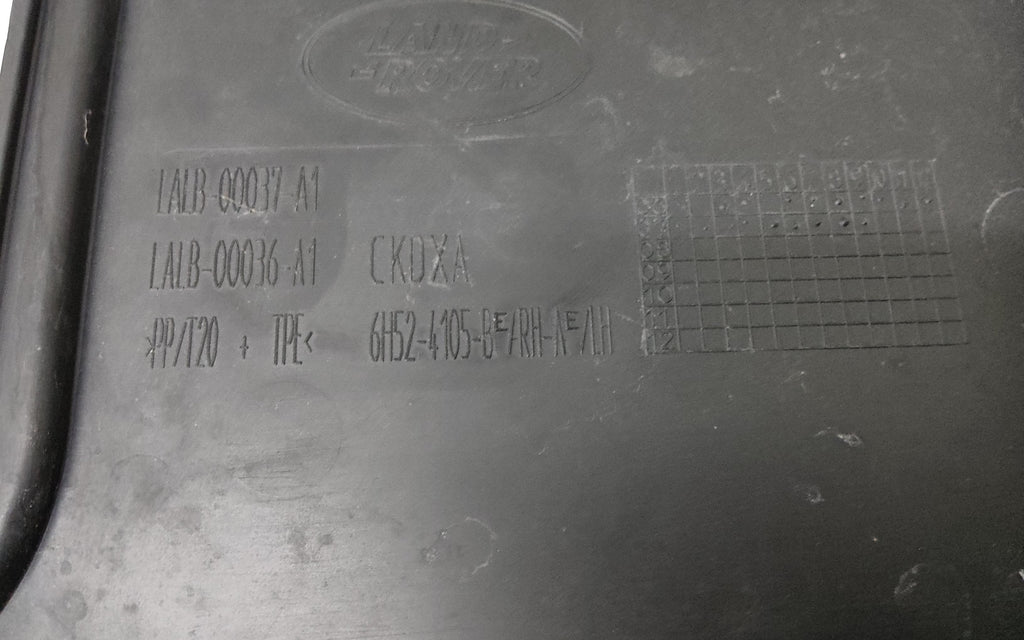 LAND-
-ROVER
LALB-00037-A1
LALB-00036-A1 CKDXA
>PP/T20 + TPE< 6H52-4105-BE/RH-AE/LH